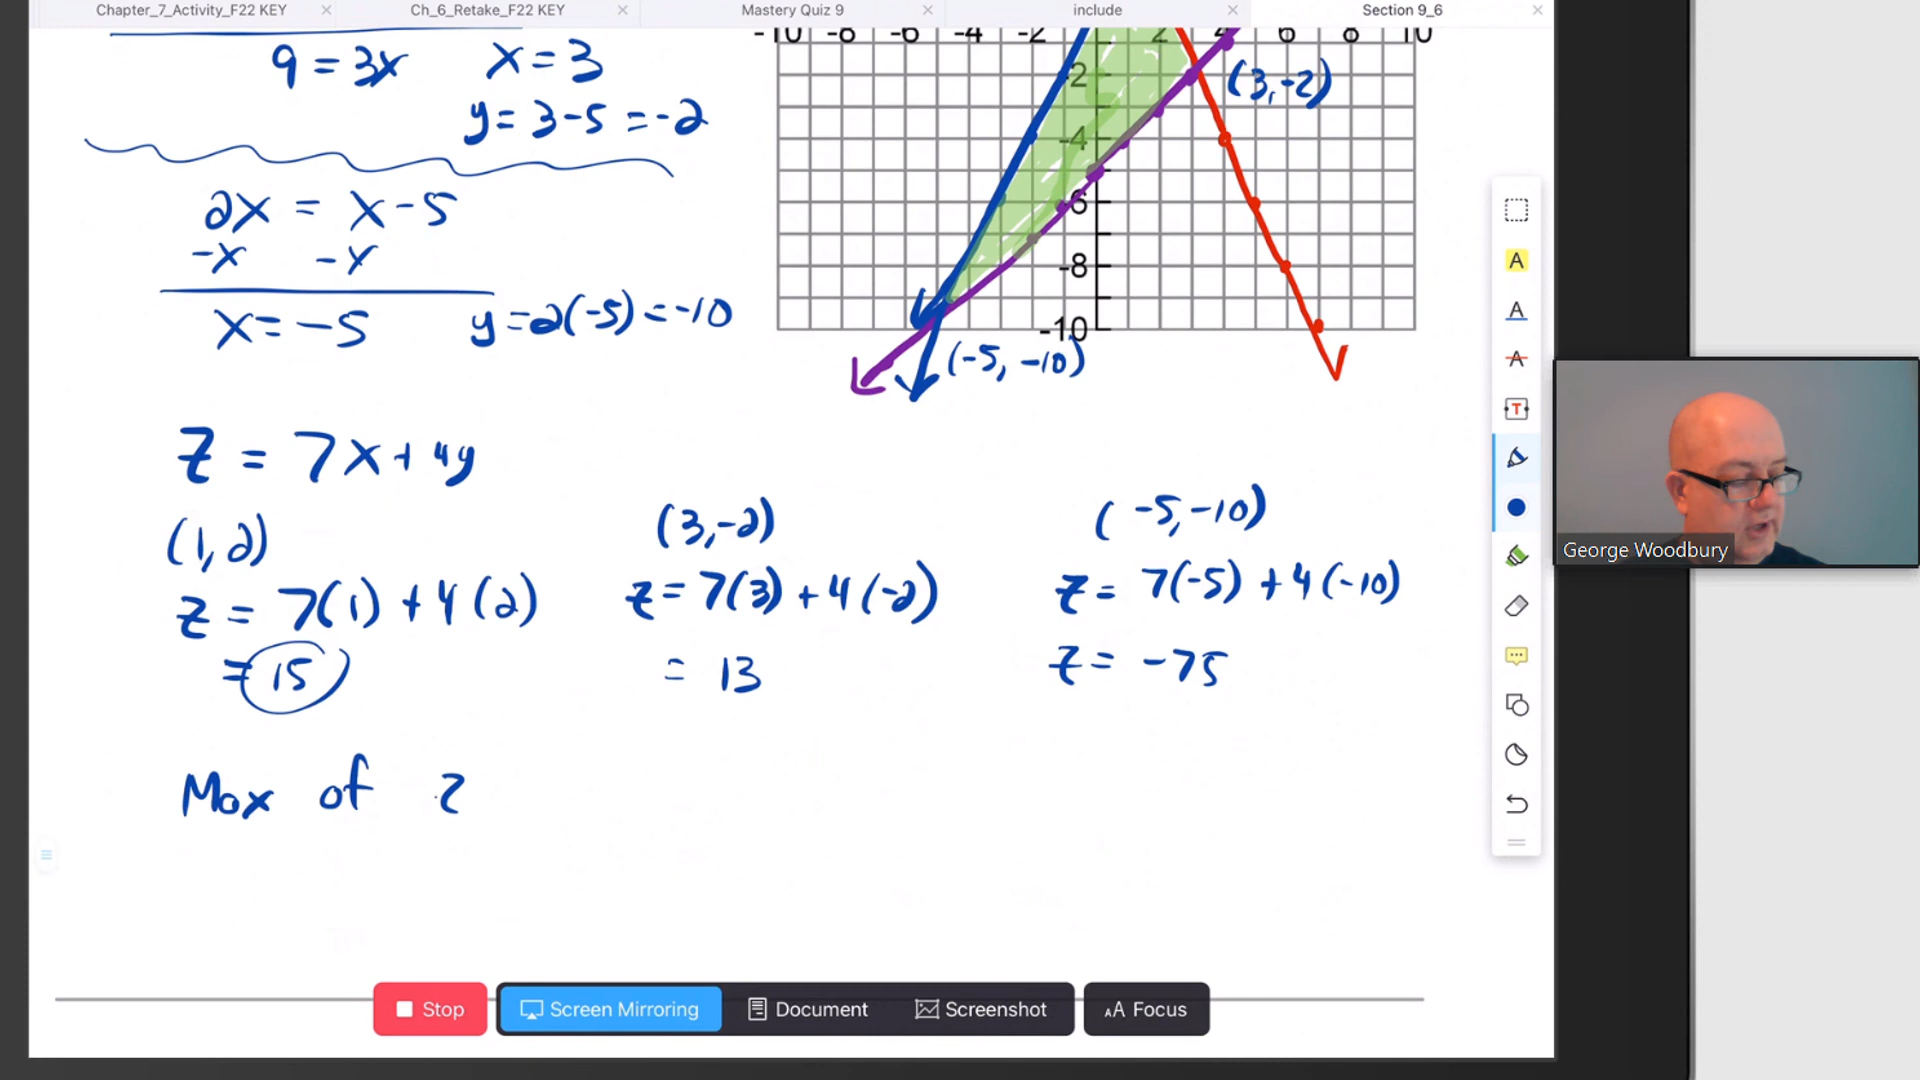 Chapter_7_Activity_F22 KEY
Ch_6_Retake_F22 KEY
Mastery Quiz 9
include
Section 9_6
9 = 3x
x = 3
y = 3-5 = -2
2x = x-5
-x -x
x = -5
y = 2(-5) = -10
-10 -8 -6 -4 -2 2 4 6 8 10
-2
-4
-6
-8
-10
(3,-2)
(-5, -10)
z = 7x + 4y
(1,2)
z = 7(1) + 4(2)
= 15
(3,-2)
z = 7(3) + 4(-2)
= 13
(-5,-10)
z = 7(-5) + 4(-10)
z = -75
Max of z
A
A
A
T
George Woodbury
Stop
Screen Mirroring
Document
Screenshot
AA Focus